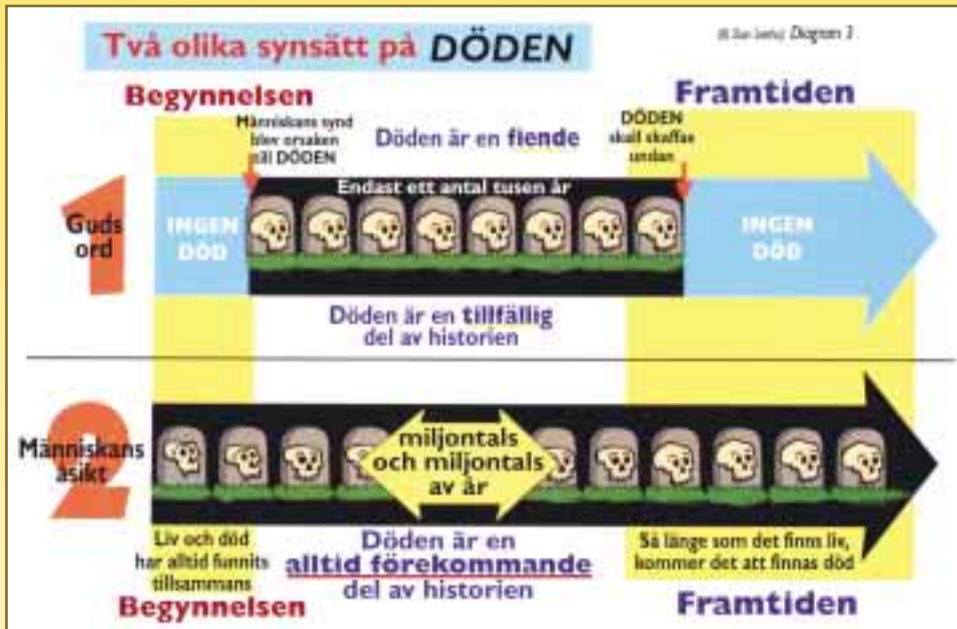 Två olika synsätt på DÖDEN
Diagram 3
Begynnelsen
Framtiden
Människans synd
blev orsaken
till DÖDEN
Döden är en fiende
DÖDEN
skall skaffas
undan
1
Guds
ord
INGEN
DÖD
Endast ett antal tusen år
INGEN
DÖD
Döden är en tillfällig
del av historien
2
Människans
åsikt
miljontals
och miljontals
av år
Liv och död
har alltid funnits
tillsammans
Döden är en
alltid förekommande
del av historien
Så länge som det finns liv,
kommer det att finnas död
Begynnelsen
Framtiden